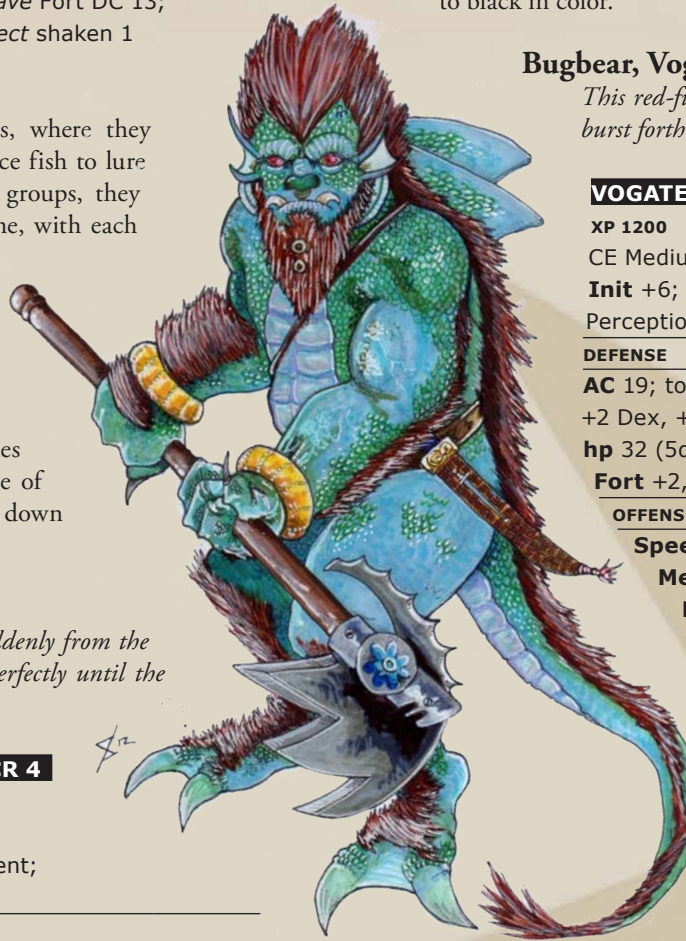 ave Fort DC 13;
ect shaken 1
s, where they
ce fish to lure
groups, they
ne, with each
es
e of
down
ddenly from the
erfectly until the
R 4
ent;
to black in color.
Bugbear, Vog
This red-fu
burst forth
VOGATE
XP 1200
CE Mediu
Init +6;
Perceptio
DEFENSE
AC 19; to
+2 Dex, +
hp 32 (5d
Fort +2,
OFFENS
Spee
Me